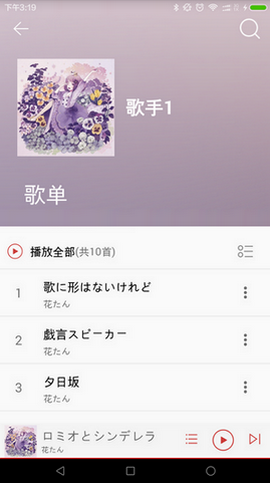 下午3:19
歌手1
歌单
播放全部(共10首)
1
歌に形はないけれど
花たん
2
戯言スピーカー
花たん
3
夕日坂
花たん
ロミオとシンデレラ
花たん